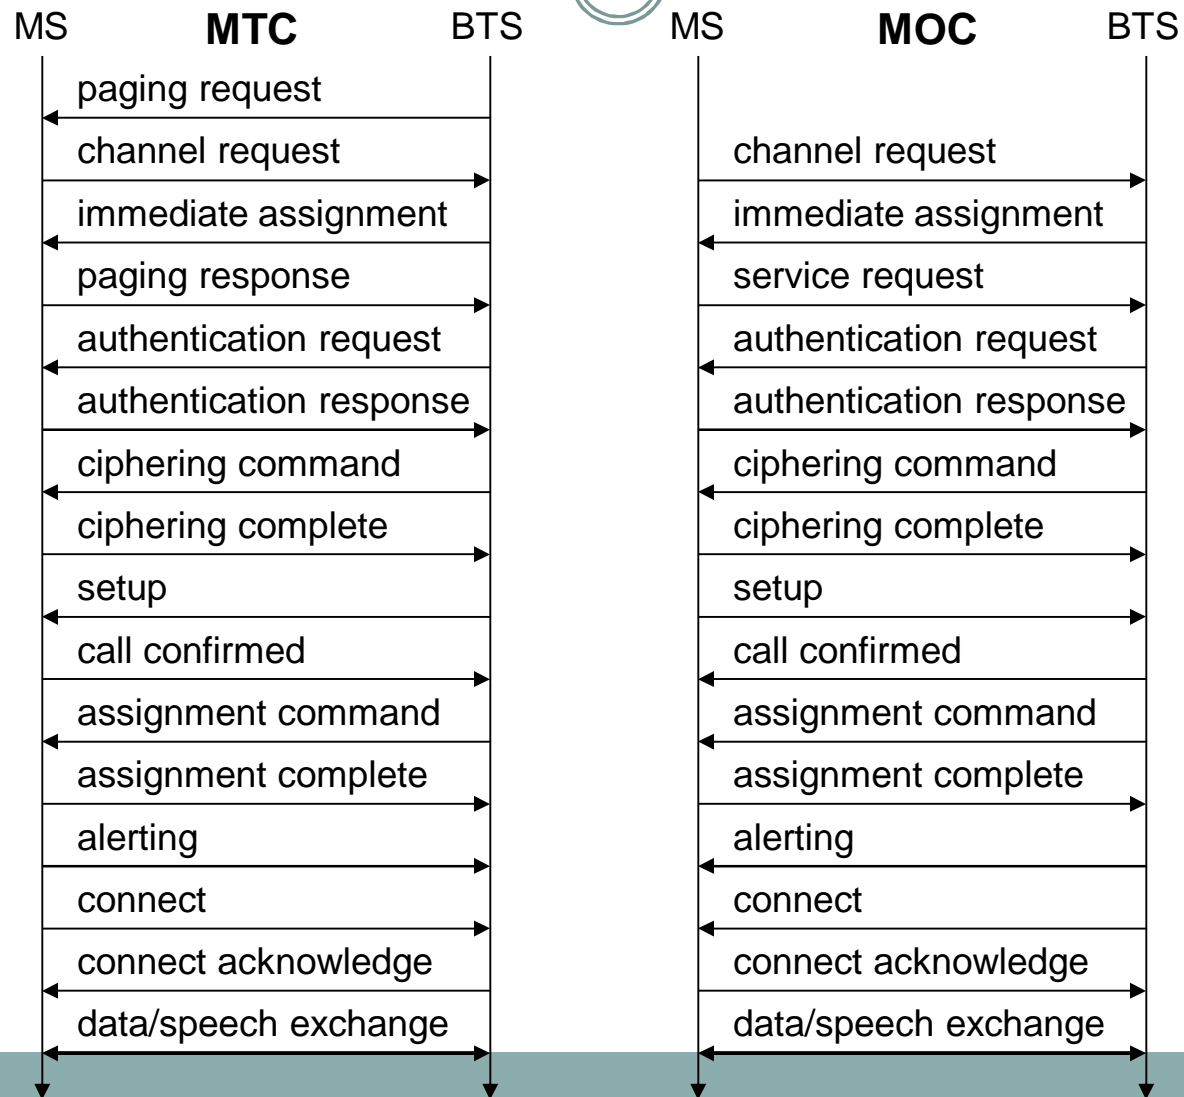 MS MTC BTS
paging request
channel request
immediate assignment
paging response
authentication request
authentication response
ciphering command
ciphering complete
setup
call confirmed
assignment command
assignment complete
alerting
connect
connect acknowledge
data/speech exchange
MS MOC BTS
channel request
immediate assignment
service request
authentication request
authentication response
ciphering command
ciphering complete
setup
call confirmed
assignment command
assignment complete
alerting
connect
connect acknowledge
data/speech exchange